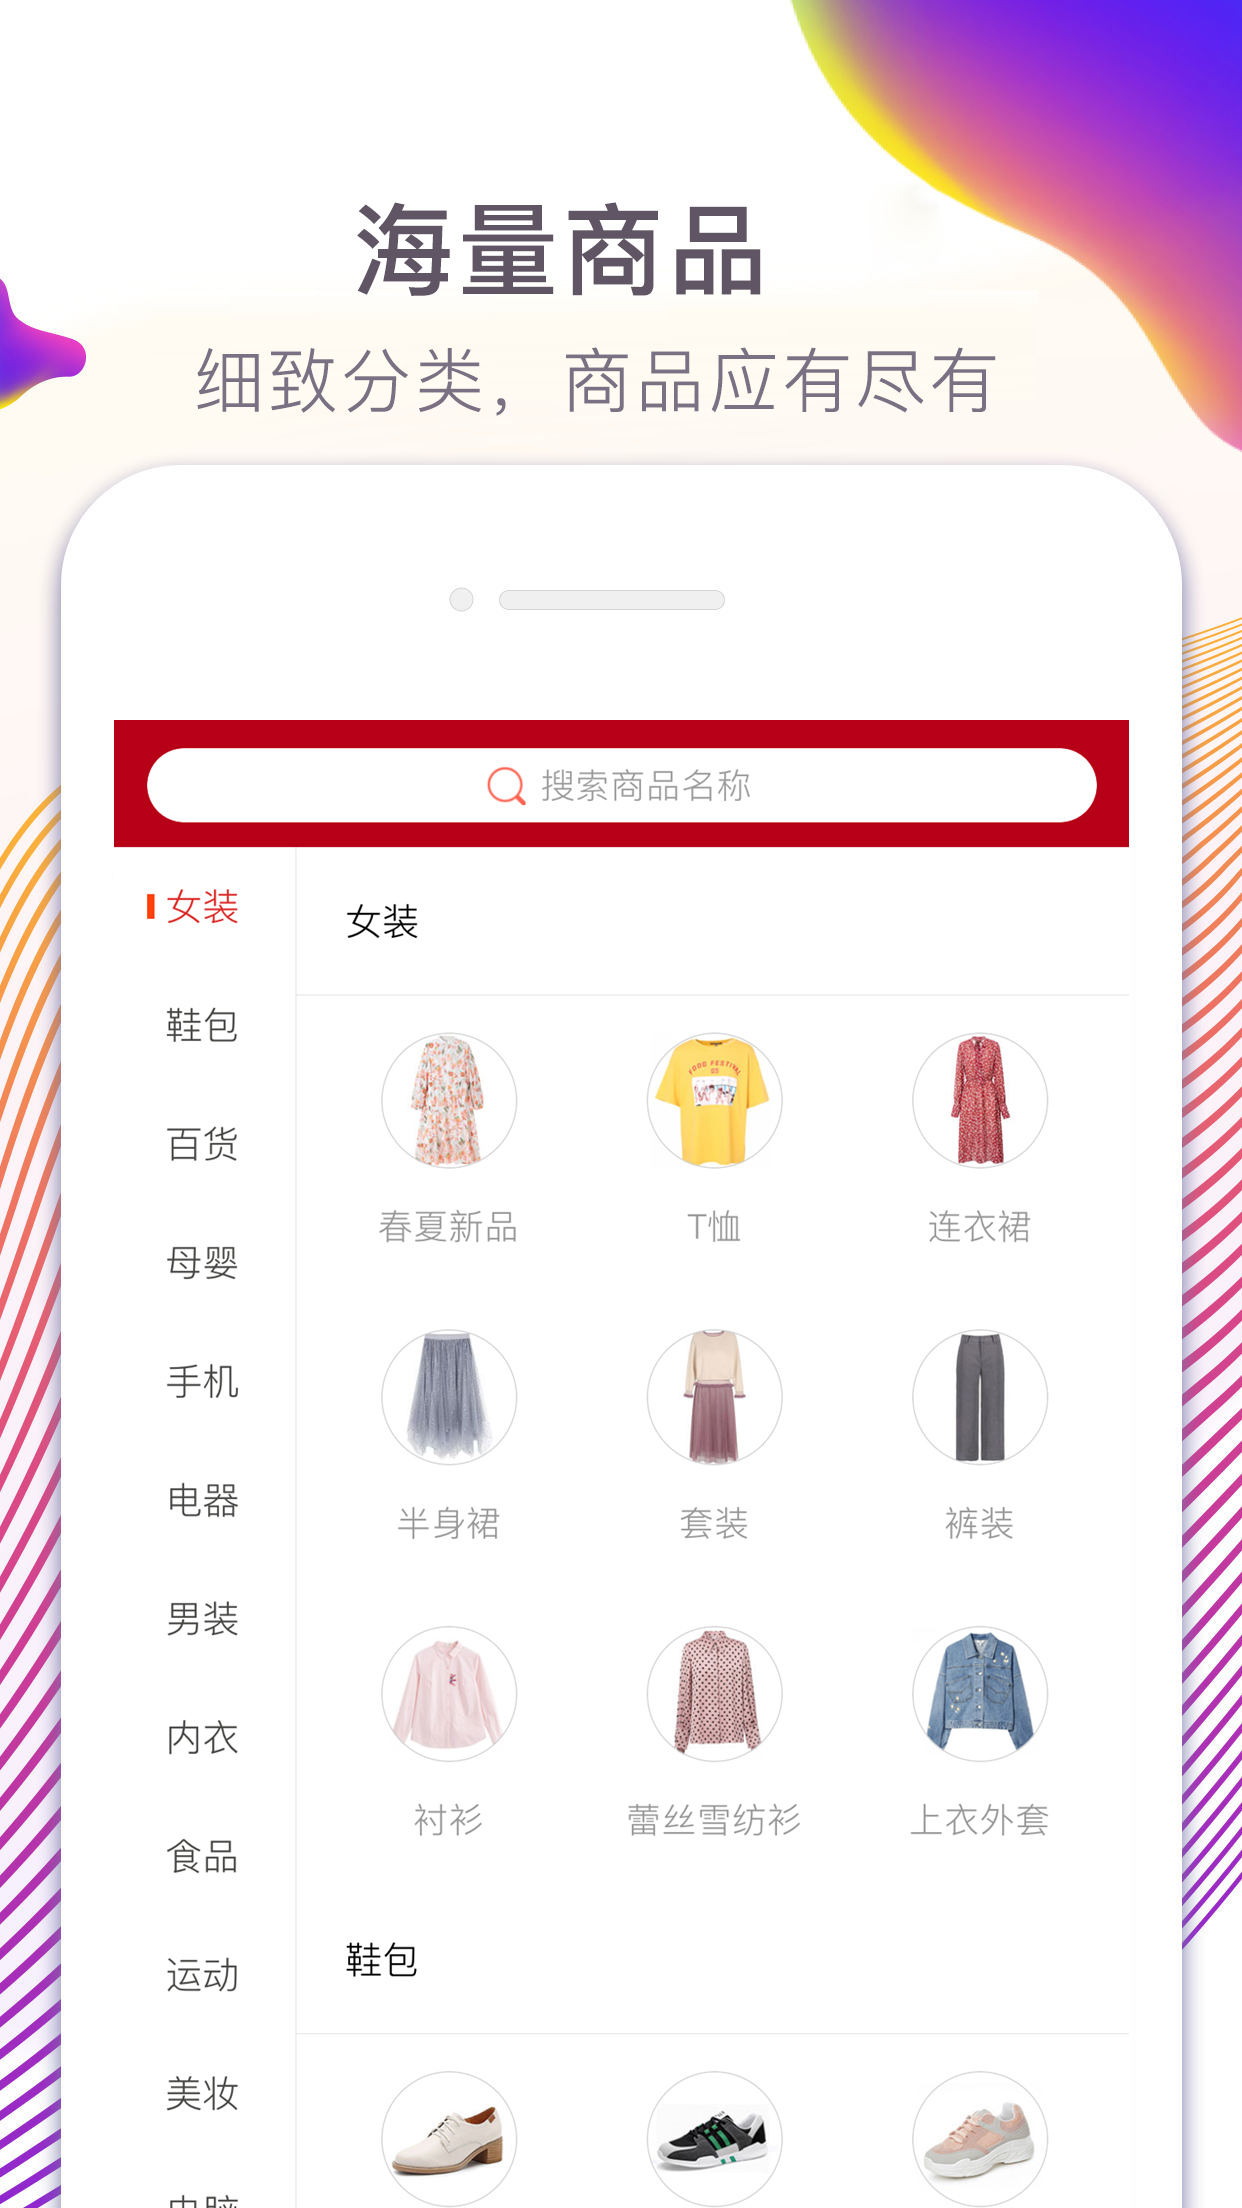 海量商品
细致分类，商品应有尽有
搜索商品名称
女装
鞋包
百货
母婴
手机
电器
男装
内衣
食品
运动
美妆
女装
FOOD FESTIVAL
春夏新品
T恤
连衣裙
半身裙
套装
裤装
衬衫
蕾丝雪纺衫
上衣外套
鞋包